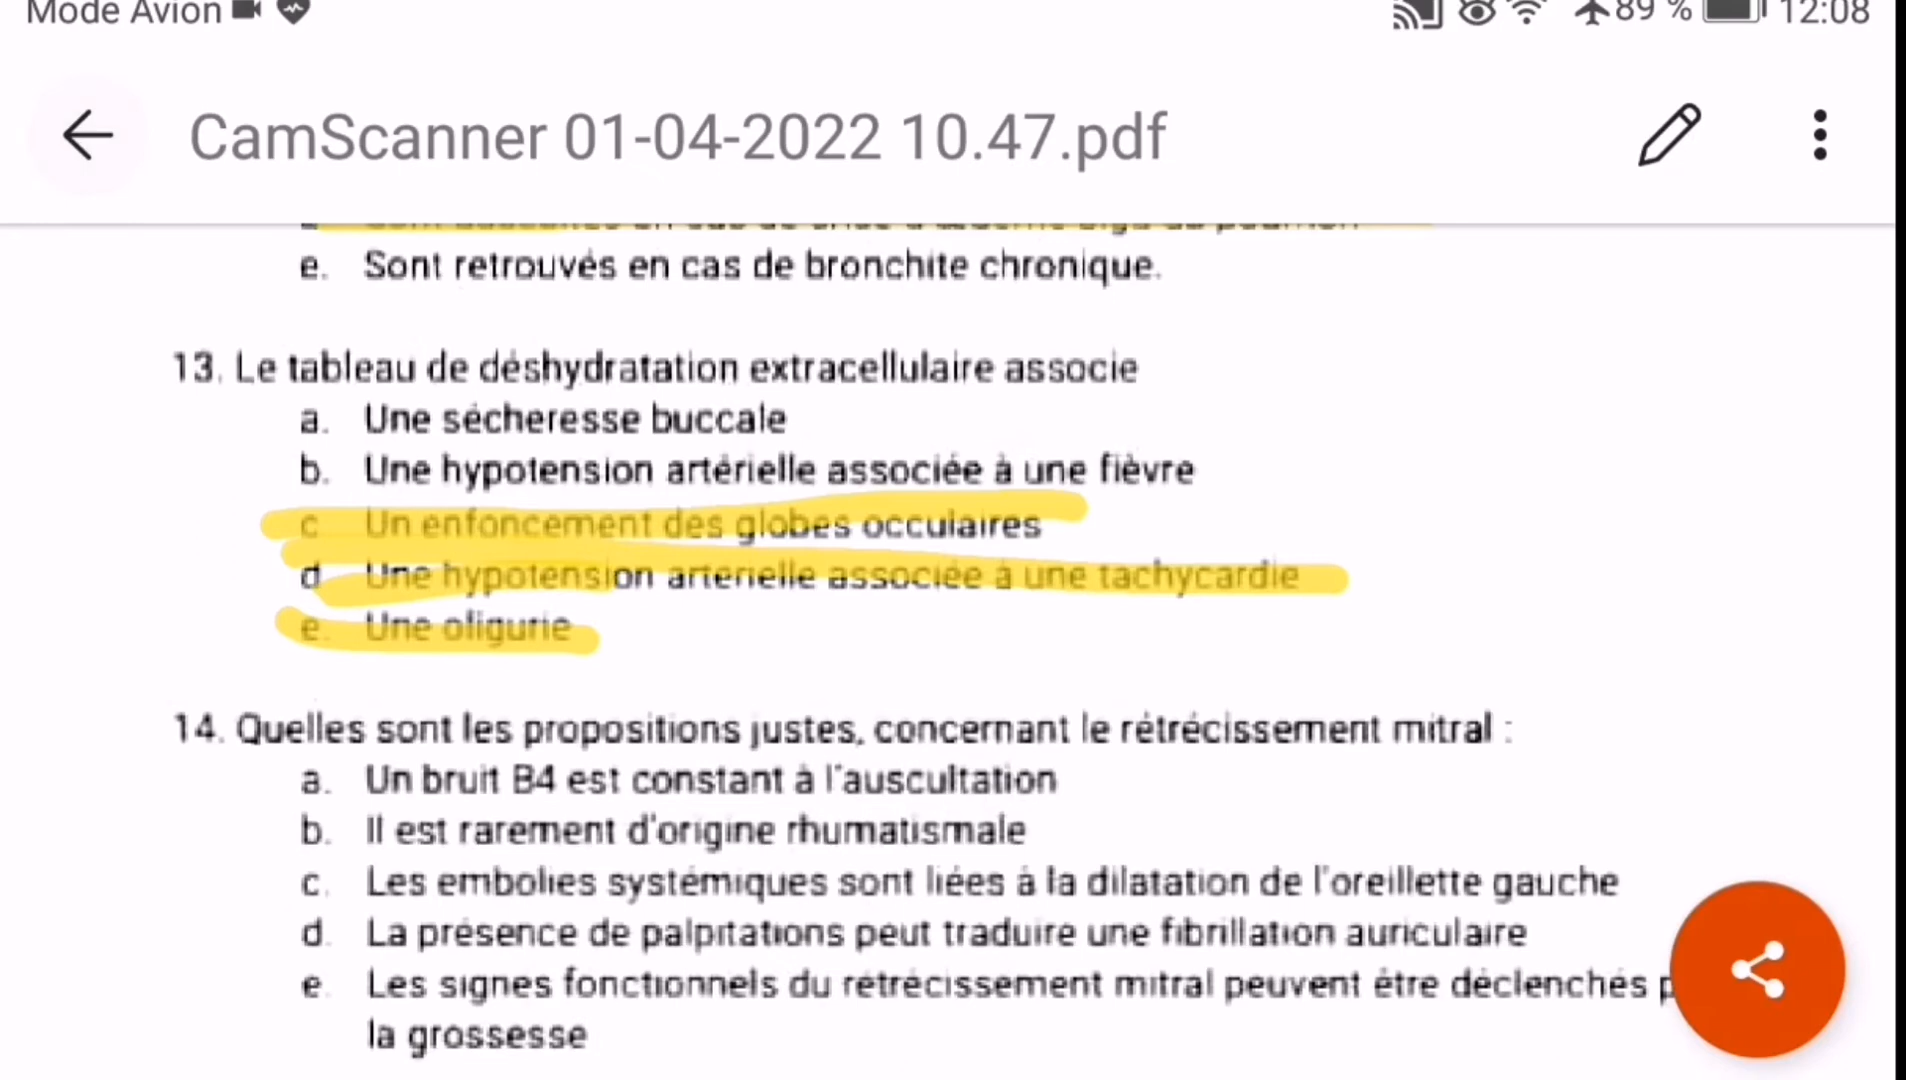 Mode Avion 89 % 12:08
CamScanner 01-04-2022 10.47.pdf
e. Sont retrouvés en cas de bronchite chronique.
13. Le tableau de déshydratation extracellulaire associe
a. Une sécheresse buccale
b. Une hypotension artérielle associée à une fièvre
c Un enfoncement des globes occulaires
d Une hypotension artérielle associée à une tachycardie
e. Une oligurie
14. Quelles sont les propositions justes, concernant le rétrécissement mitral :
a. Un bruit B4 est constant à l'auscultation
b. Il est rarement d'origine rhumatismale
c. Les embolies systémiques sont liées à la dilatation de l'oreillette gauche
d. La présence de palpitations peut traduire une fibrillation auriculaire
e. Les signes fonctionnels du rétrécissement mitral peuvent être déclenchés p
la grossesse